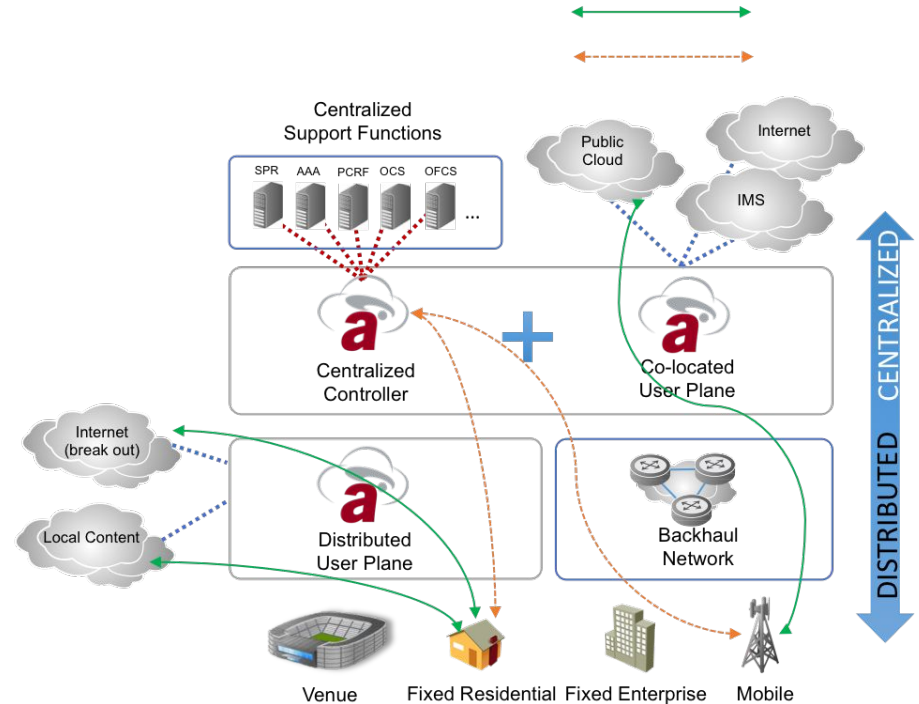 Centralized
Support Functions
SPR AAA PCRF OCS OFCS ...
Public
Cloud
Internet
IMS
a
Centralized
Controller
a
Co-located
User Plane
CENTRALIZED
DISTRIBUTED
Internet
(break out)
Local Content
a
Distributed
User Plane
Backhaul
Network
Venue
Fixed Residential
Fixed Enterprise
Mobile